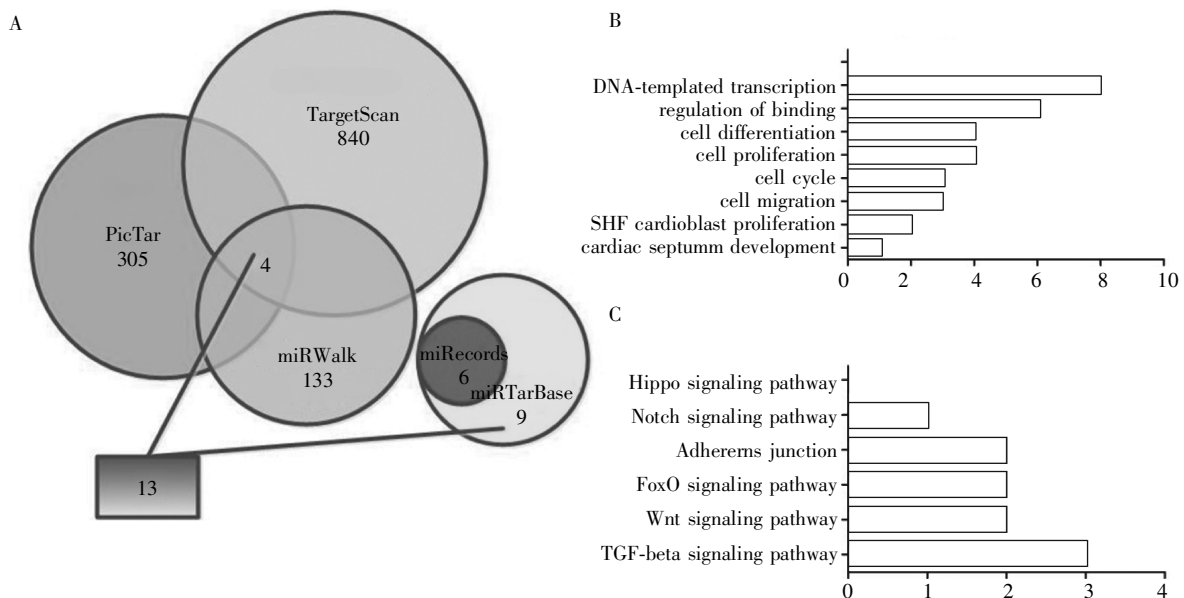 A
TargetScan
840
PicTar
305
4
miRWalk
133
miRecords
6
miRTarBase
9
13
B
DNA-templated transcription
regulation of binding
cell differentiation
cell proliferation
cell cycle
cell migration
SHF cardioblast proliferation
cardiac septumm development
0 2 4 6 8 10
C
Hippo signaling pathway
Notch signaling pathway
Adhererns junction
FoxO signaling pathway
Wnt signaling pathway
TGF-beta signaling pathway
0 1 2 3 4